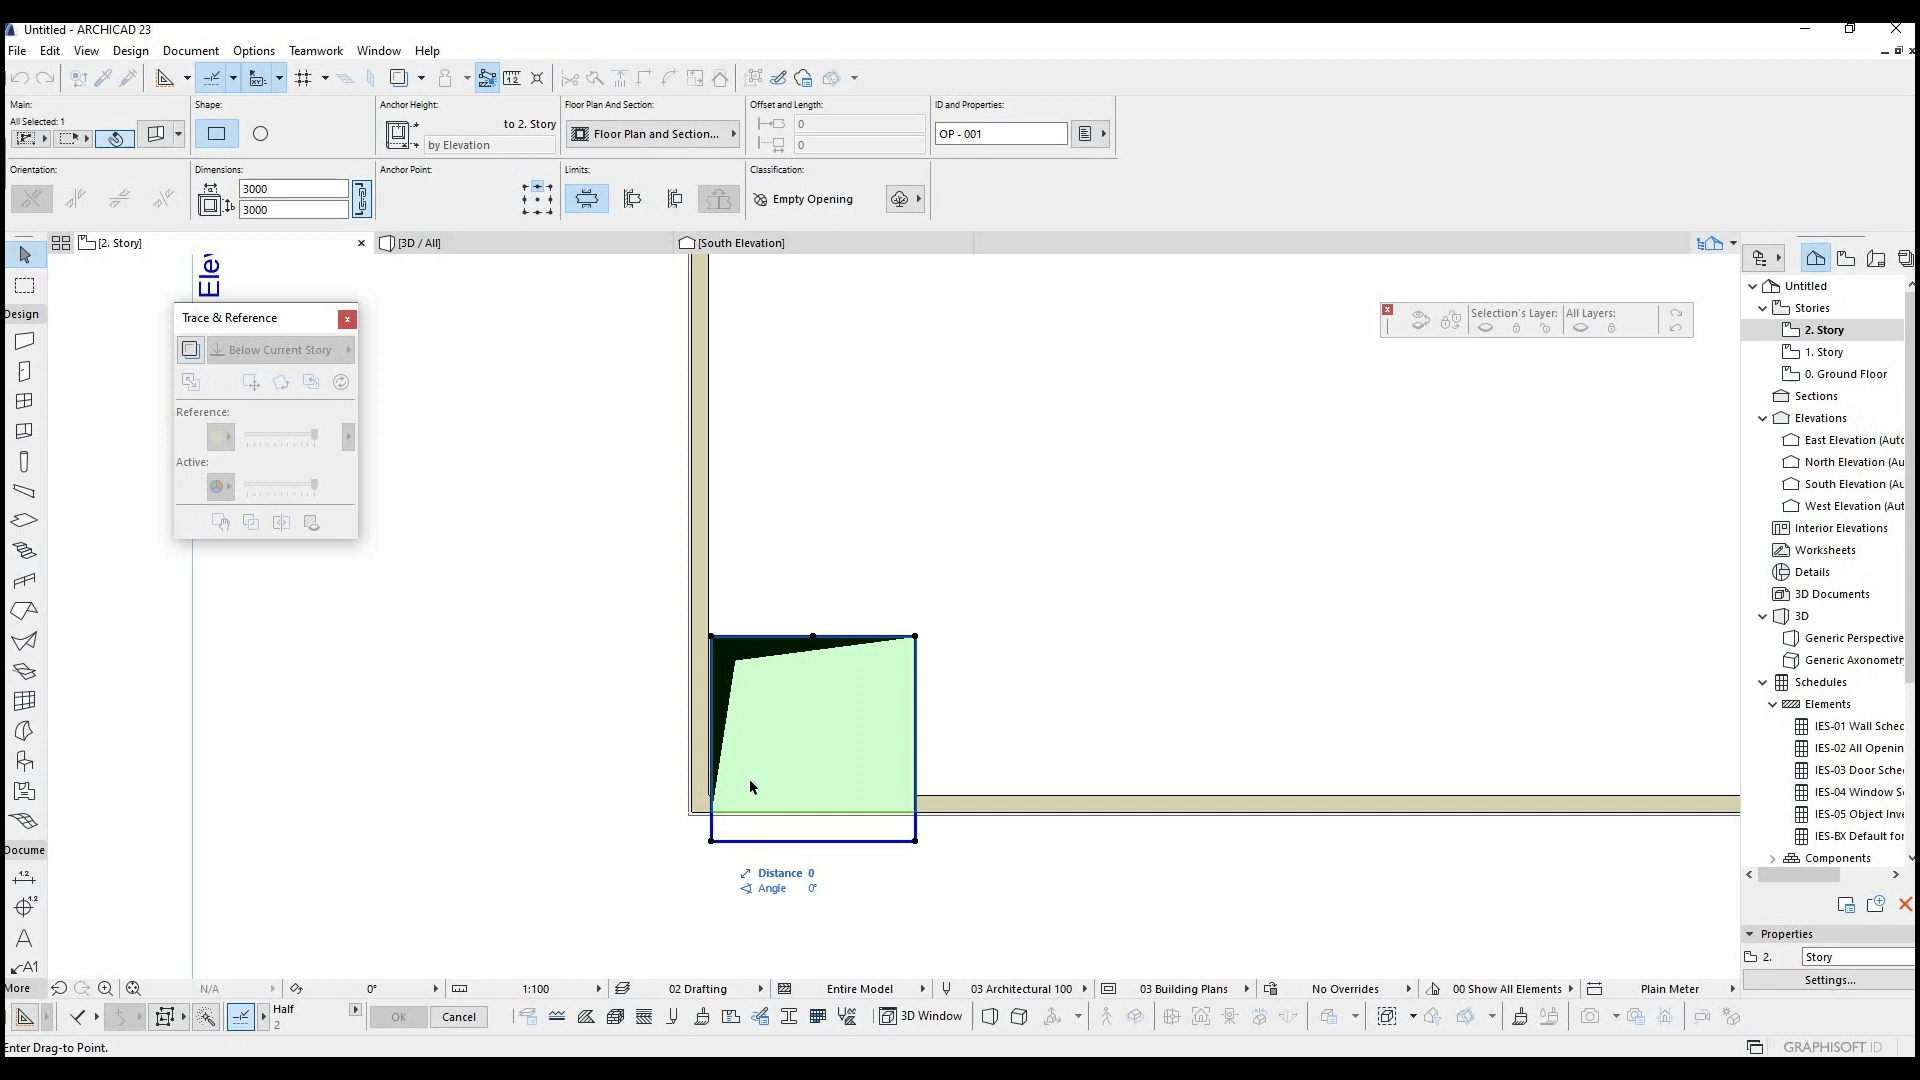 Untitled - ARCHICAD 23
File Edit View Design Document Options Teamwork Window Help
Main: Shape: Anchor Height: Floor Plan And Section: Offset and Length: ID and Properties:
All Selected: 1
to 2. Story
by Elevation
Floor Plan and Section...
0
0
OP - 001
Orientation: Dimensions: Anchor Point: Limits: Classification:
3000
3000
Empty Opening
[2. Story]
[3D / All]
[South Elevation]
Design
Docume
More
Ele
Trace & Reference
Below Current Story
Reference:
Active:
Selection's Layer: All Layers:
Distance 0
Angle 0°
Untitled
Stories
2. Story
1. Story
0. Ground Floor
Sections
Elevations
East Elevation (Auto
North Elevation (Au
South Elevation (Au
West Elevation (Aut
Interior Elevations
Worksheets
Details
3D Documents
3D
Generic Perspective
Generic Axonometr
Schedules
Elements
IES-01 Wall Sched
IES-02 All Openin
IES-03 Door Sche
IES-04 Window S
IES-05 Object Inve
IES-BX Default for
Components
Properties
2. Story
Settings...
N/A 0° 1:100 02 Drafting Entire Model 03 Architectural 100 03 Building Plans No Overrides 00 Show All Elements Plain Meter
Half
2
OK Cancel
3D Window
Enter Drag-to Point.
GRAPHISOFT ID